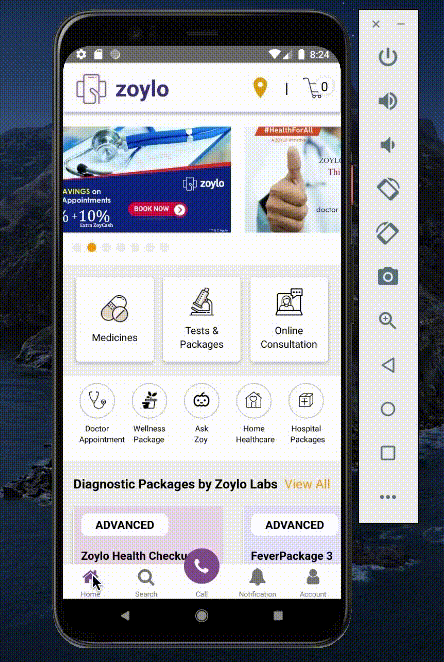 8:24
zoylo
0
#HealthForAll
AVINGS on
Appointments
+10%
Extra ZoyCash
BOOK NOW
zoylo
ZOYL
Thi
doctor
Medicines
Tests &
Packages
Online
Consultation
Doctor
Appointment
Wellness
Package
Ask
Zoy
Home
Healthcare
Hospital
Packages
Diagnostic Packages by Zoylo Labs
View All
ADVANCED
ADVANCED
Zoylo Health Checku
FeverPackage 3
Home
Search
Call
Notification
Account